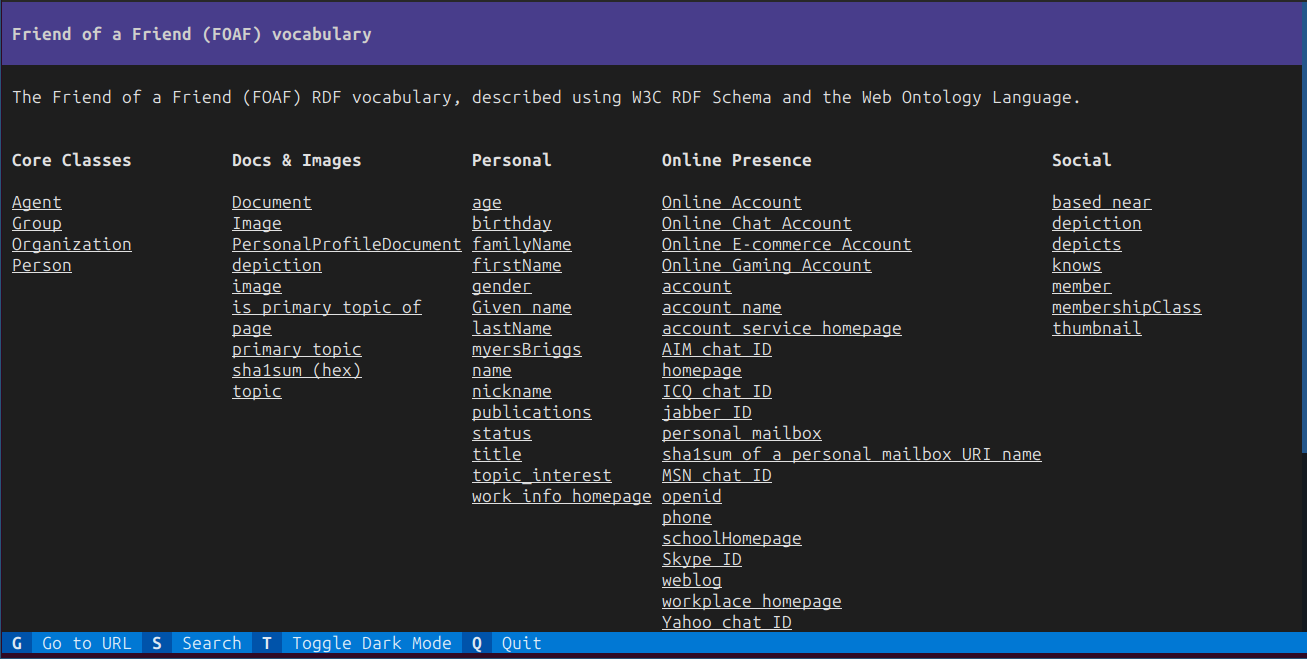 Friend of a Friend (FOAF) vocabulary
The Friend of a Friend (FOAF) RDF vocabulary, described using W3C RDF Schema and the Web Ontology Language.
Core Classes
Agent
Group
Organization
Person
Docs & Images
Document
Image
PersonalProfileDocument
depiction
image
is primary topic of
page
primary topic
sha1sum (hex)
topic
Personal
age
birthday
familyName
firstName
gender
Given name
lastName
myersBriggs
name
nickname
publications
status
title
topic_interest
work info homepage
Online Presence
Online Account
Online Chat Account
Online E-commerce Account
Online Gaming Account
account
account name
account service homepage
AIM chat ID
homepage
ICQ chat ID
jabber ID
personal mailbox
sha1sum of a personal mailbox URI name
MSN chat ID
openid
phone
schoolHomepage
Skype ID
weblog
workplace homepage
Yahoo chat ID
Social
based near
depiction
depicts
knows
member
membershipClass
thumbnail
G Go to URL S Search T Toggle Dark Mode Q Quit